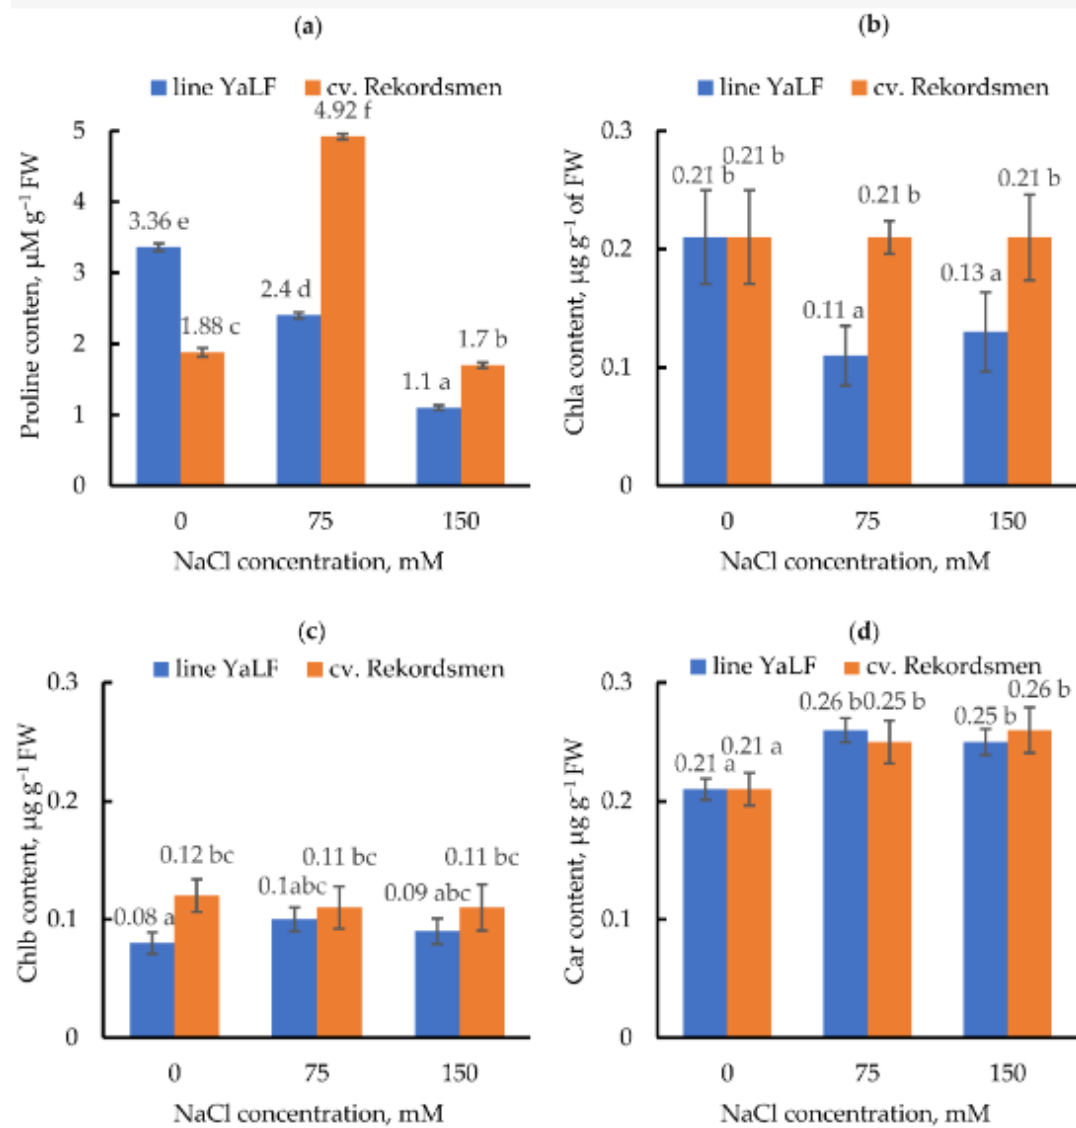 (a)
line YaLF cv. Rekordsmen
4.92 f
5
4
3
2
1
0
3.36 e
1.88 c
2.4 d
1.1 a
1.7 b
0 75 150
NaCl concentration, mM
Proline conten, µM g⁻¹ FW
(b)
line YaLF cv. Rekordsmen
0.3
0.2
0.1
0
0.21 b
0.21 b
0.11 a
0.21 b
0.13 a
0.21 b
0 75 150
NaCl concentration, mM
Chla content, µg g⁻¹ of FW
(c)
line YaLF cv. Rekordsmen
0.3
0.2
0.1
0
0.08 a
0.12 bc
0.1abc
0.11 bc
0.09 abc
0.11 bc
0 75 150
NaCl concentration, mM
Chlb content, µg g⁻¹ FW
(d)
line YaLF cv. Rekordsmen
0.3
0.2
0.1
0
0.21 a
0.21 a
0.26 b
0.25 b
0.25 b
0.26 b
0 75 150
NaCl concentration, mM
Car content, µg g⁻¹ FW